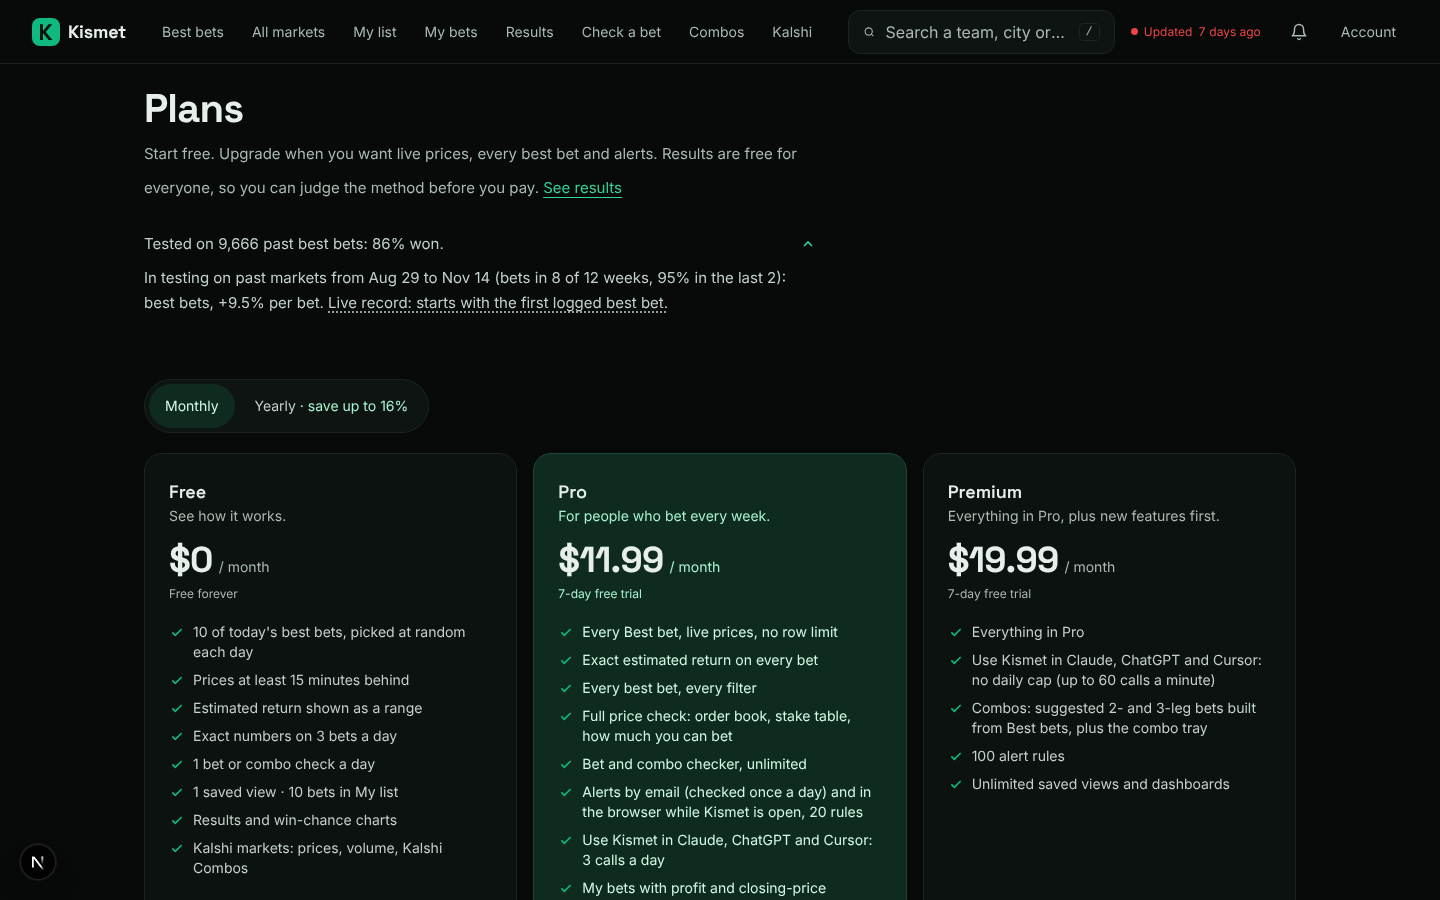 K Kismet
Best bets
All markets
My list
My bets
Results
Check a bet
Combos
Kalshi
Search a team, city or...
/
Updated 7 days ago
Account
Plans
Start free. Upgrade when you want live prices, every best bet and alerts. Results are free for
everyone, so you can judge the method before you pay. See results
Tested on 9,666 past best bets: 86% won.
In testing on past markets from Aug 29 to Nov 14 (bets in 8 of 12 weeks, 95% in the last 2):
best bets, +9.5% per bet. Live record: starts with the first logged best bet.
Monthly
Yearly · save up to 16%
Free
See how it works.
$0 / month
Free forever
10 of today's best bets, picked at random
each day
Prices at least 15 minutes behind
Estimated return shown as a range
Exact numbers on 3 bets a day
1 bet or combo check a day
1 saved view · 10 bets in My list
Results and win-chance charts
Kalshi markets: prices, volume, Kalshi
Combos
Pro
For people who bet every week.
$11.99 / month
7-day free trial
Every Best bet, live prices, no row limit
Exact estimated return on every bet
Every best bet, every filter
Full price check: order book, stake table,
how much you can bet
Bet and combo checker, unlimited
Alerts by email (checked once a day) and in
the browser while Kismet is open, 20 rules
Use Kismet in Claude, ChatGPT and Cursor:
3 calls a day
My bets with profit and closing-price
Premium
Everything in Pro, plus new features first.
$19.99 / month
7-day free trial
Everything in Pro
Use Kismet in Claude, ChatGPT and Cursor:
no daily cap (up to 60 calls a minute)
Combos: suggested 2- and 3-leg bets built
from Best bets, plus the combo tray
100 alert rules
Unlimited saved views and dashboards
N